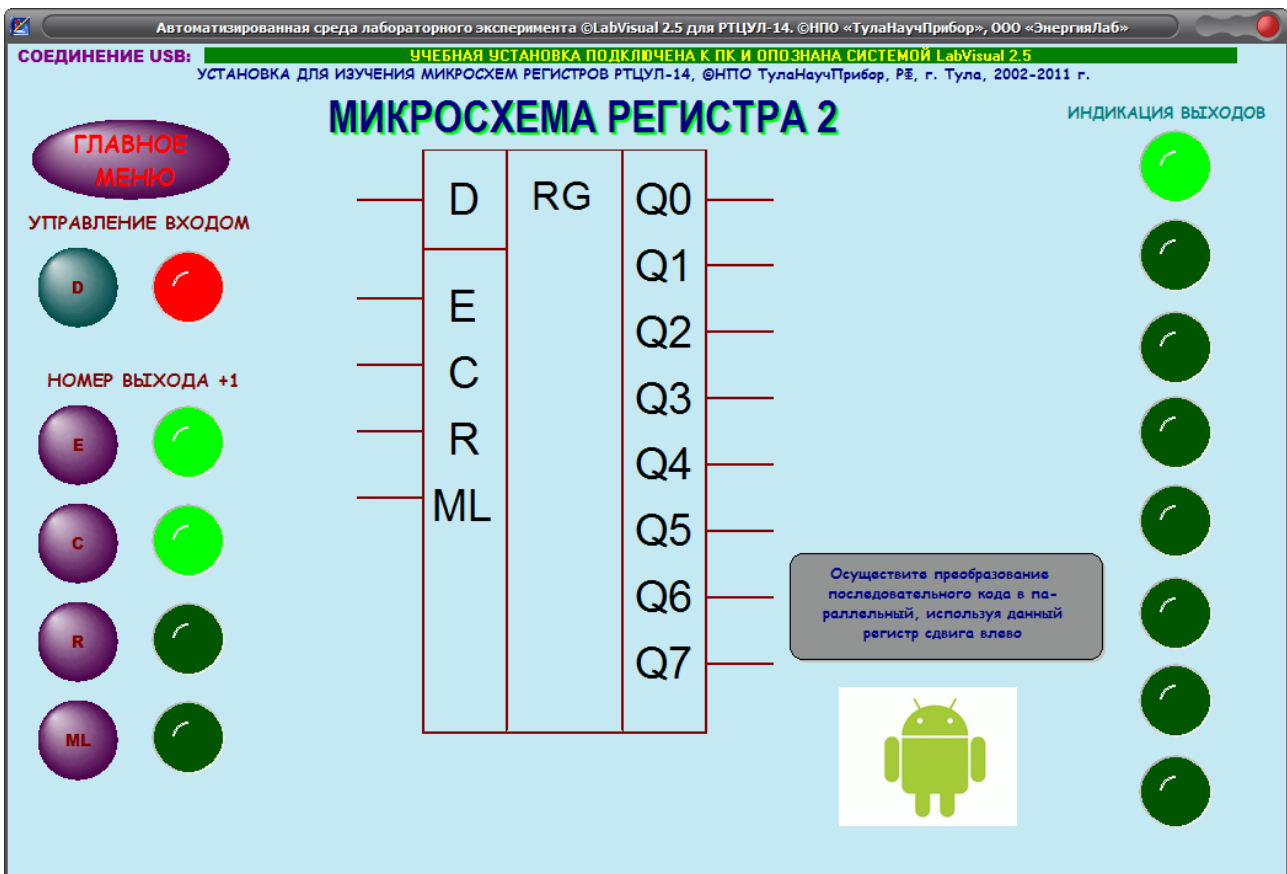 Автоматизированная среда лабораторного эксперимента ©LabVisual 2.5 для РТЦУЛ-14. ©НПО «ТулаНаучПрибор», ООО «ЭнергияЛаб»
СОЕДИНЕНИЕ USB:
УЧЕБНАЯ УСТАНОВКА ПОДКЛЮЧЕНА К ПК И ОПОЗНАНА СИСТЕМОЙ LabVisual 2.5
УСТАНОВКА ДЛЯ ИЗУЧЕНИЯ МИКРОСХЕМ РЕГИСТРОВ РТЦУЛ-14, ©НТПО ТулаНаучПрибор, РФ, г. Тула, 2002-2011 г.
МИКРОСХЕМА РЕГИСТРА 2
ИНДИКАЦИЯ ВЫХОДОВ
ГЛАВНОЕ
МЕНЮ
УПРАВЛЕНИЕ ВХОДОМ
D
НОМЕР ВЫХОДА +1
E
C
R
ML
D
E
C
R
ML
RG
Q0
Q1
Q2
Q3
Q4
Q5
Q6
Q7
Осуществите преобразование
последовательного кода в па-
раллельный, используя данный
регистр сдвига влево